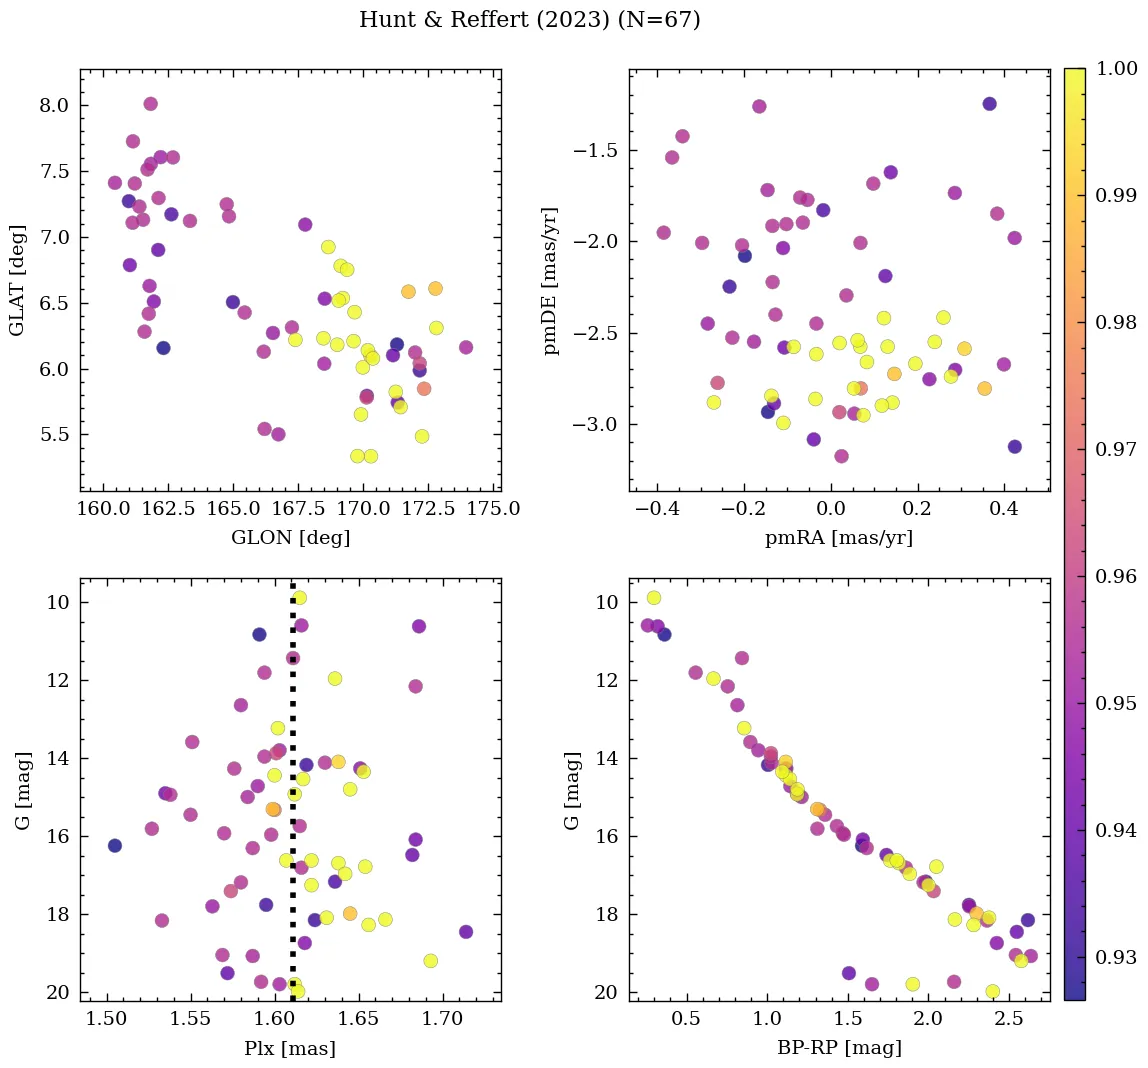 Hunt & Reffert (2023) (N=67)
8.0
7.5
7.0
6.5
6.0
5.5
GLAT [deg]
160.0 162.5 165.0 167.5 170.0 172.5 175.0
GLON [deg]
−1.5
−2.0
−2.5
−3.0
pmDE [mas/yr]
−0.4 −0.2 0.0 0.2 0.4
pmRA [mas/yr]
10
12
14
16
18
20
G [mag]
1.50 1.55 1.60 1.65 1.70
Plx [mas]
10
12
14
16
18
20
G [mag]
0.5 1.0 1.5 2.0 2.5
BP-RP [mag]
1.00
0.99
0.98
0.97
0.96
0.95
0.94
0.93